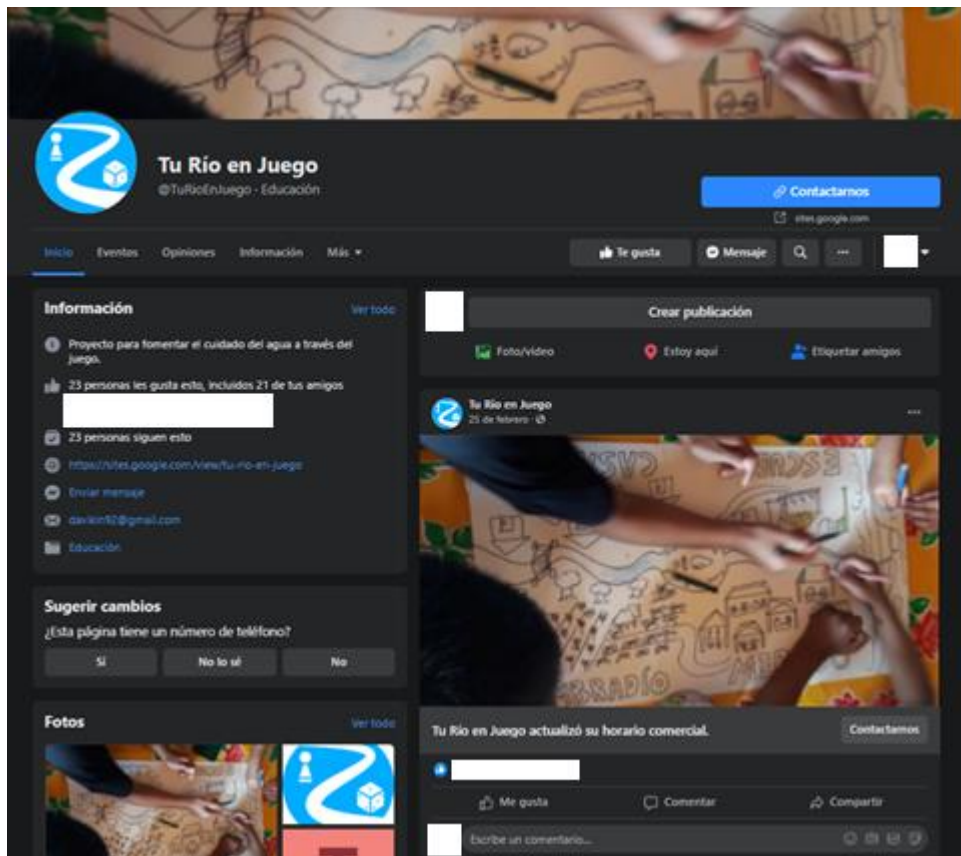 Tu Río en Juego
@TuRioEnJuego - Educación
Contactarnos
sites.google.com
Inicio Eventos Opiniones Información Más
Te gusta Mensaje
Información Ver todo
Proyecto para fomentar el cuidado del agua a través del
juego.
23 personas les gusta esto, incluidos 21 de tus amigos
23 personas siguen esto
https://sites.google.com/view/tu-rio-en-juego
Enviar mensaje
davikin92@gmail.com
Educación
Sugerir cambios
¿Esta página tiene un número de teléfono?
Sí No lo sé No
Fotos Ver todo
Crear publicación
Foto/video Estoy aquí Etiquetar amigos
Tu Río en Juego
25 de febrero
Tu Río en Juego actualizó su horario comercial.
Contactarnos
Me gusta Comentar Compartir
Escribe un comentario...